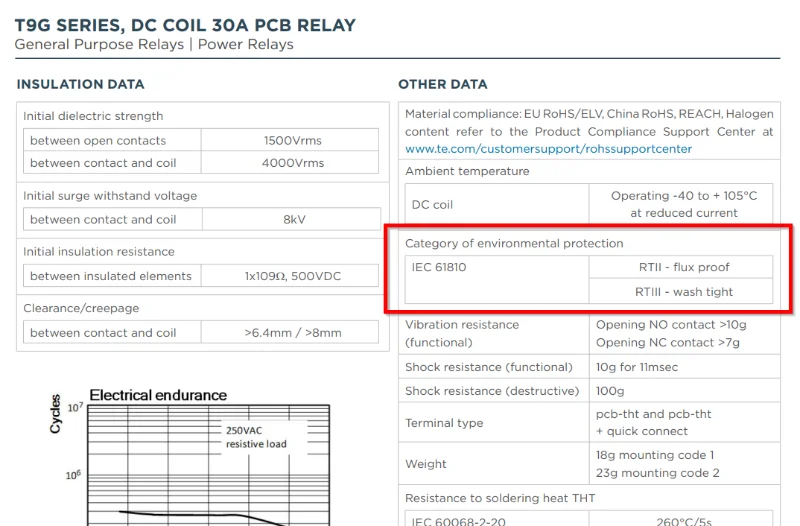 T9G SERIES, DC COIL 30A PCB RELAY
General Purpose Relays | Power Relays
INSULATION DATA
Initial dielectric strength
between open contacts 1500Vrms
between contact and coil 4000Vrms
Initial surge withstand voltage
between contact and coil 8kV
Initial insulation resistance
between insulated elements 1x109Ω, 500VDC
Clearance/creepage
between contact and coil >6.4mm / >8mm
Electrical endurance
Cycles
10⁷
250VAC
resistive load
10⁶
OTHER DATA
Material compliance: EU RoHS/ELV, China RoHS, REACH, Halogen
content refer to the Product Compliance Support Center at
www.te.com/customersupport/rohssupportcenter
Ambient temperature
DC coil Operating -40 to + 105°C
at reduced current
Category of environmental protection
IEC 61810 RTII - flux proof
RTIII - wash tight
Vibration resistance Opening NO contact >10g
(functional) Opening NC contact >7g
Shock resistance (functional) 10g for 11msec
Shock resistance (destructive) 100g
Terminal type pcb-tht and pcb-tht
+ quick connect
Weight 18g mounting code 1
23g mounting code 2
Resistance to soldering heat THT
IEC 60068-2-20 260°C/5s